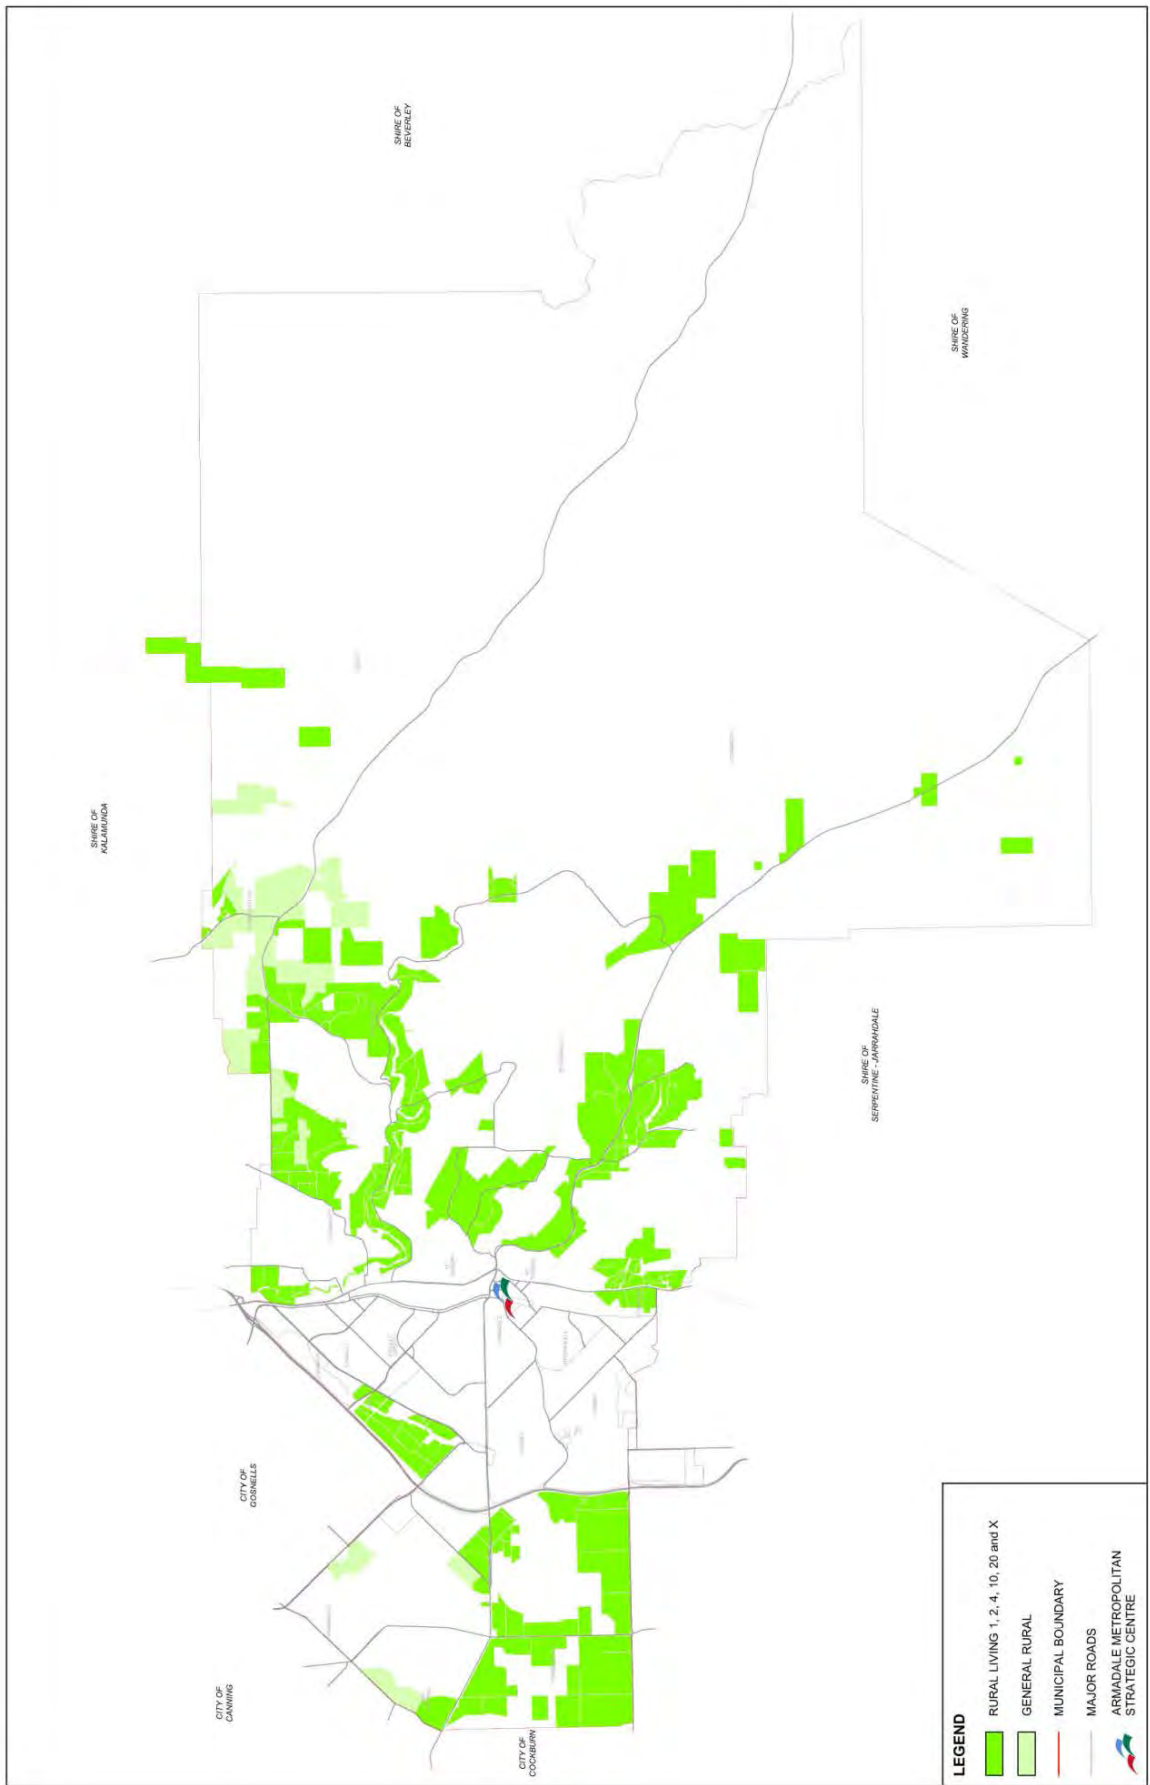 SHIRE OF
BEVERLEY
SHIRE OF
WANDERING
SHIRE OF
KALAMUNDA
SHIRE OF
SERPENTINE - JARRAHDALE
CITY OF
GOSNELLS
CITY OF
CANNING
CITY OF
COCKBURN
LEGEND
RURAL LIVING 1, 2, 4, 10, 20 and X
GENERAL RURAL
MUNICIPAL BOUNDARY
MAJOR ROADS
ARMADALE METROPOLITAN
STRATEGIC CENTRE